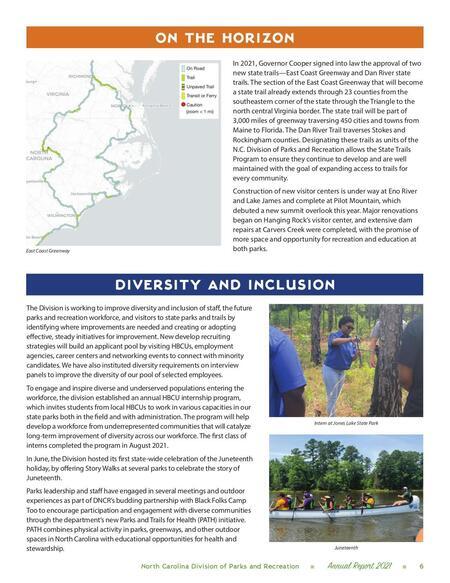 ON THE HORIZON
RICHMOND
VIRGINIA
NORTH
CAROLINA
WILMINGTON
On Road
Trail
Unpaved Trail
Transit or Ferry
Caution
(zoom < 1 mi)
East Coast Greenway
In 2021, Governor Cooper signed into law the approval of two
new state trails—East Coast Greenway and Dan River state
trails. The section of the East Coast Greenway that will become
a state trail already extends through 23 counties from the
southeastern corner of the state through the Triangle to the
north central Virginia border. The state trail will be part of
3,000 miles of greenway traversing 450 cities and towns from
Maine to Florida. The Dan River Trail traverses Stokes and
Rockingham counties. Designating these trails as units of the
N.C. Division of Parks and Recreation allows the State Trails
Program to ensure they continue to develop and are well
maintained with the goal of expanding access to trails for
every community.
Construction of new visitor centers is under way at Eno River
and Lake James and complete at Pilot Mountain, which
debuted a new summit overlook this year. Major renovations
began on Hanging Rock's visitor center, and extensive dam
repairs at Carvers Creek were completed, with the promise of
more space and opportunity for recreation and education at
both parks.
DIVERSITY AND INCLUSION
The Division is working to improve diversity and inclusion of staff, the future
parks and recreation workforce, and visitors to state parks and trails by
identifying where improvements are needed and creating or adopting
effective, steady initiatives for improvement. New develop recruiting
strategies will build an applicant pool by visiting HBCUs, employment
agencies, career centers and networking events to connect with minority
candidates. We have also instituted diversity requirements on interview
panels to improve the diversity of our pool of selected employees.
To engage and inspire diverse and underserved populations entering the
workforce, the division established an annual HBCU internship program,
which invites students from local HBCUs to work in various capacities in our
state parks both in the field and with administration. The program will help
develop a workforce from underrepresented communities that will catalyze
long-term improvement of diversity across our workforce. The first class of
interns completed the program in August 2021.
In June, the Division hosted its first state-wide celebration of the Juneteenth
holiday, by offering Story Walks at several parks to celebrate the story of
Juneteenth.
Parks leadership and staff have engaged in several meetings and outdoor
experiences as part of DNCR's budding partnership with Black Folks Camp
Too to encourage participation and engagement with diverse communities
through the department's new Parks and Trails for Health (PATH) initiative.
PATH combines physical activity in parks, greenways, and other outdoor
spaces in North Carolina with educational opportunities for health and
stewardship.
Intern at Jones Lake State Park
Juneteenth
North Carolina Division of Parks and Recreation
Annual Report 2021
6